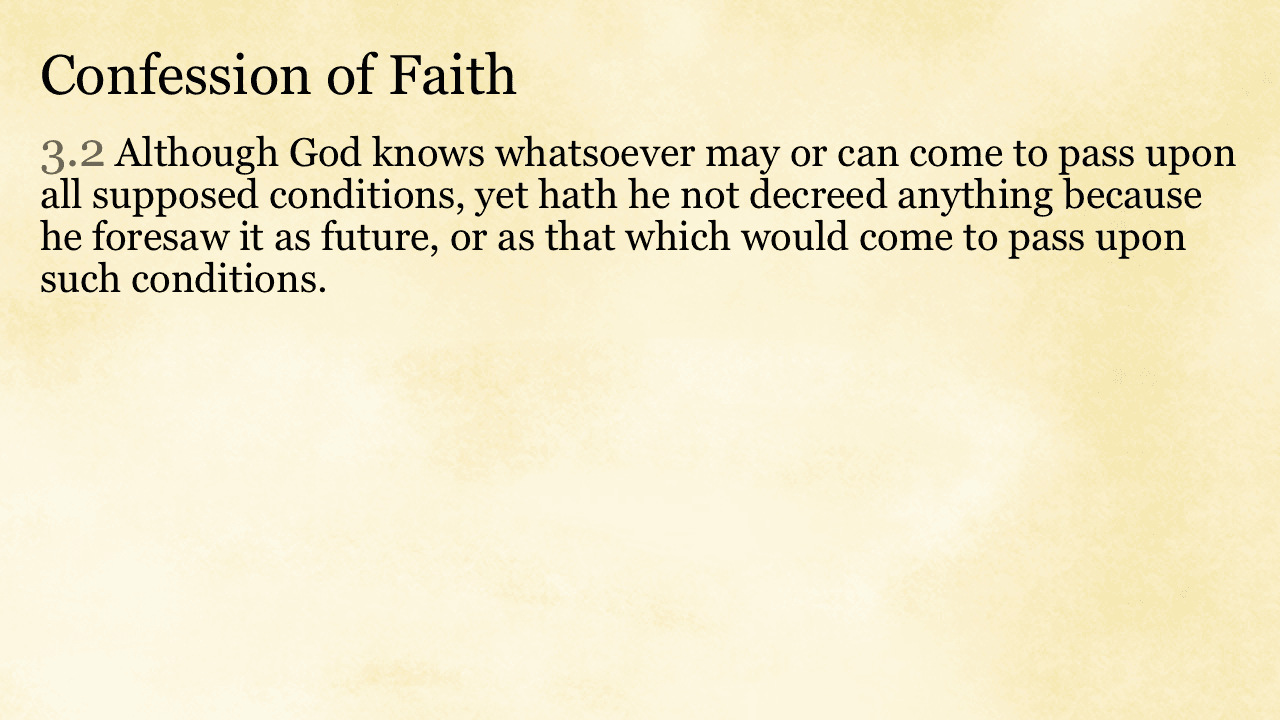 Confession of Faith
3.2 Although God knows whatsoever may or can come to pass upon
all supposed conditions, yet hath he not decreed anything because
he foresaw it as future, or as that which would come to pass upon
such conditions.